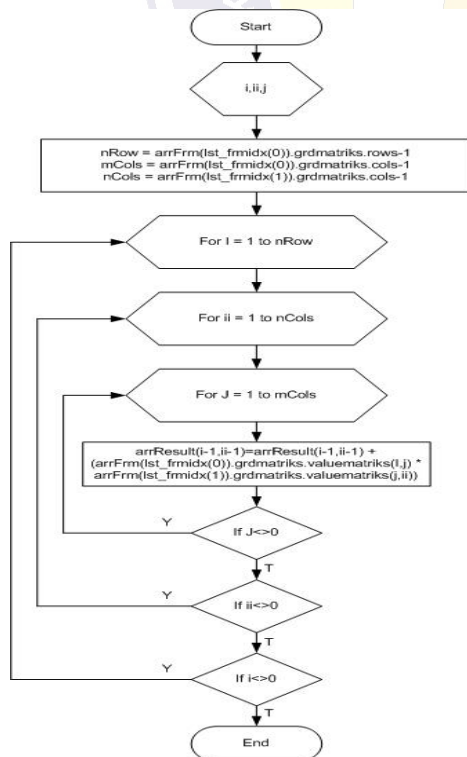 Start
i,ii,j
nRow = arrFrm(lst_frmidx(0)).grdmatriks.rows-1
mCols = arrFrm(lst_frmidx(0)).grdmatriks.cols-1
nCols = arrFrm(lst_frmidx(1)).grdmatriks.cols-1
For I = 1 to nRow
For ii = 1 to nCols
For J = 1 to mCols
arrResult(i-1,ii-1)=arrResult(i-1,ii-1) +
(arrFrm(lst_frmidx(0)).grdmatriks.valuematriks(I,j) *
arrFrm(lst_frmidx(1)).grdmatriks.valuematriks(j,ii))
Y
If J<>0
T
Y
If ii<>0
T
Y
If i<>0
T
End